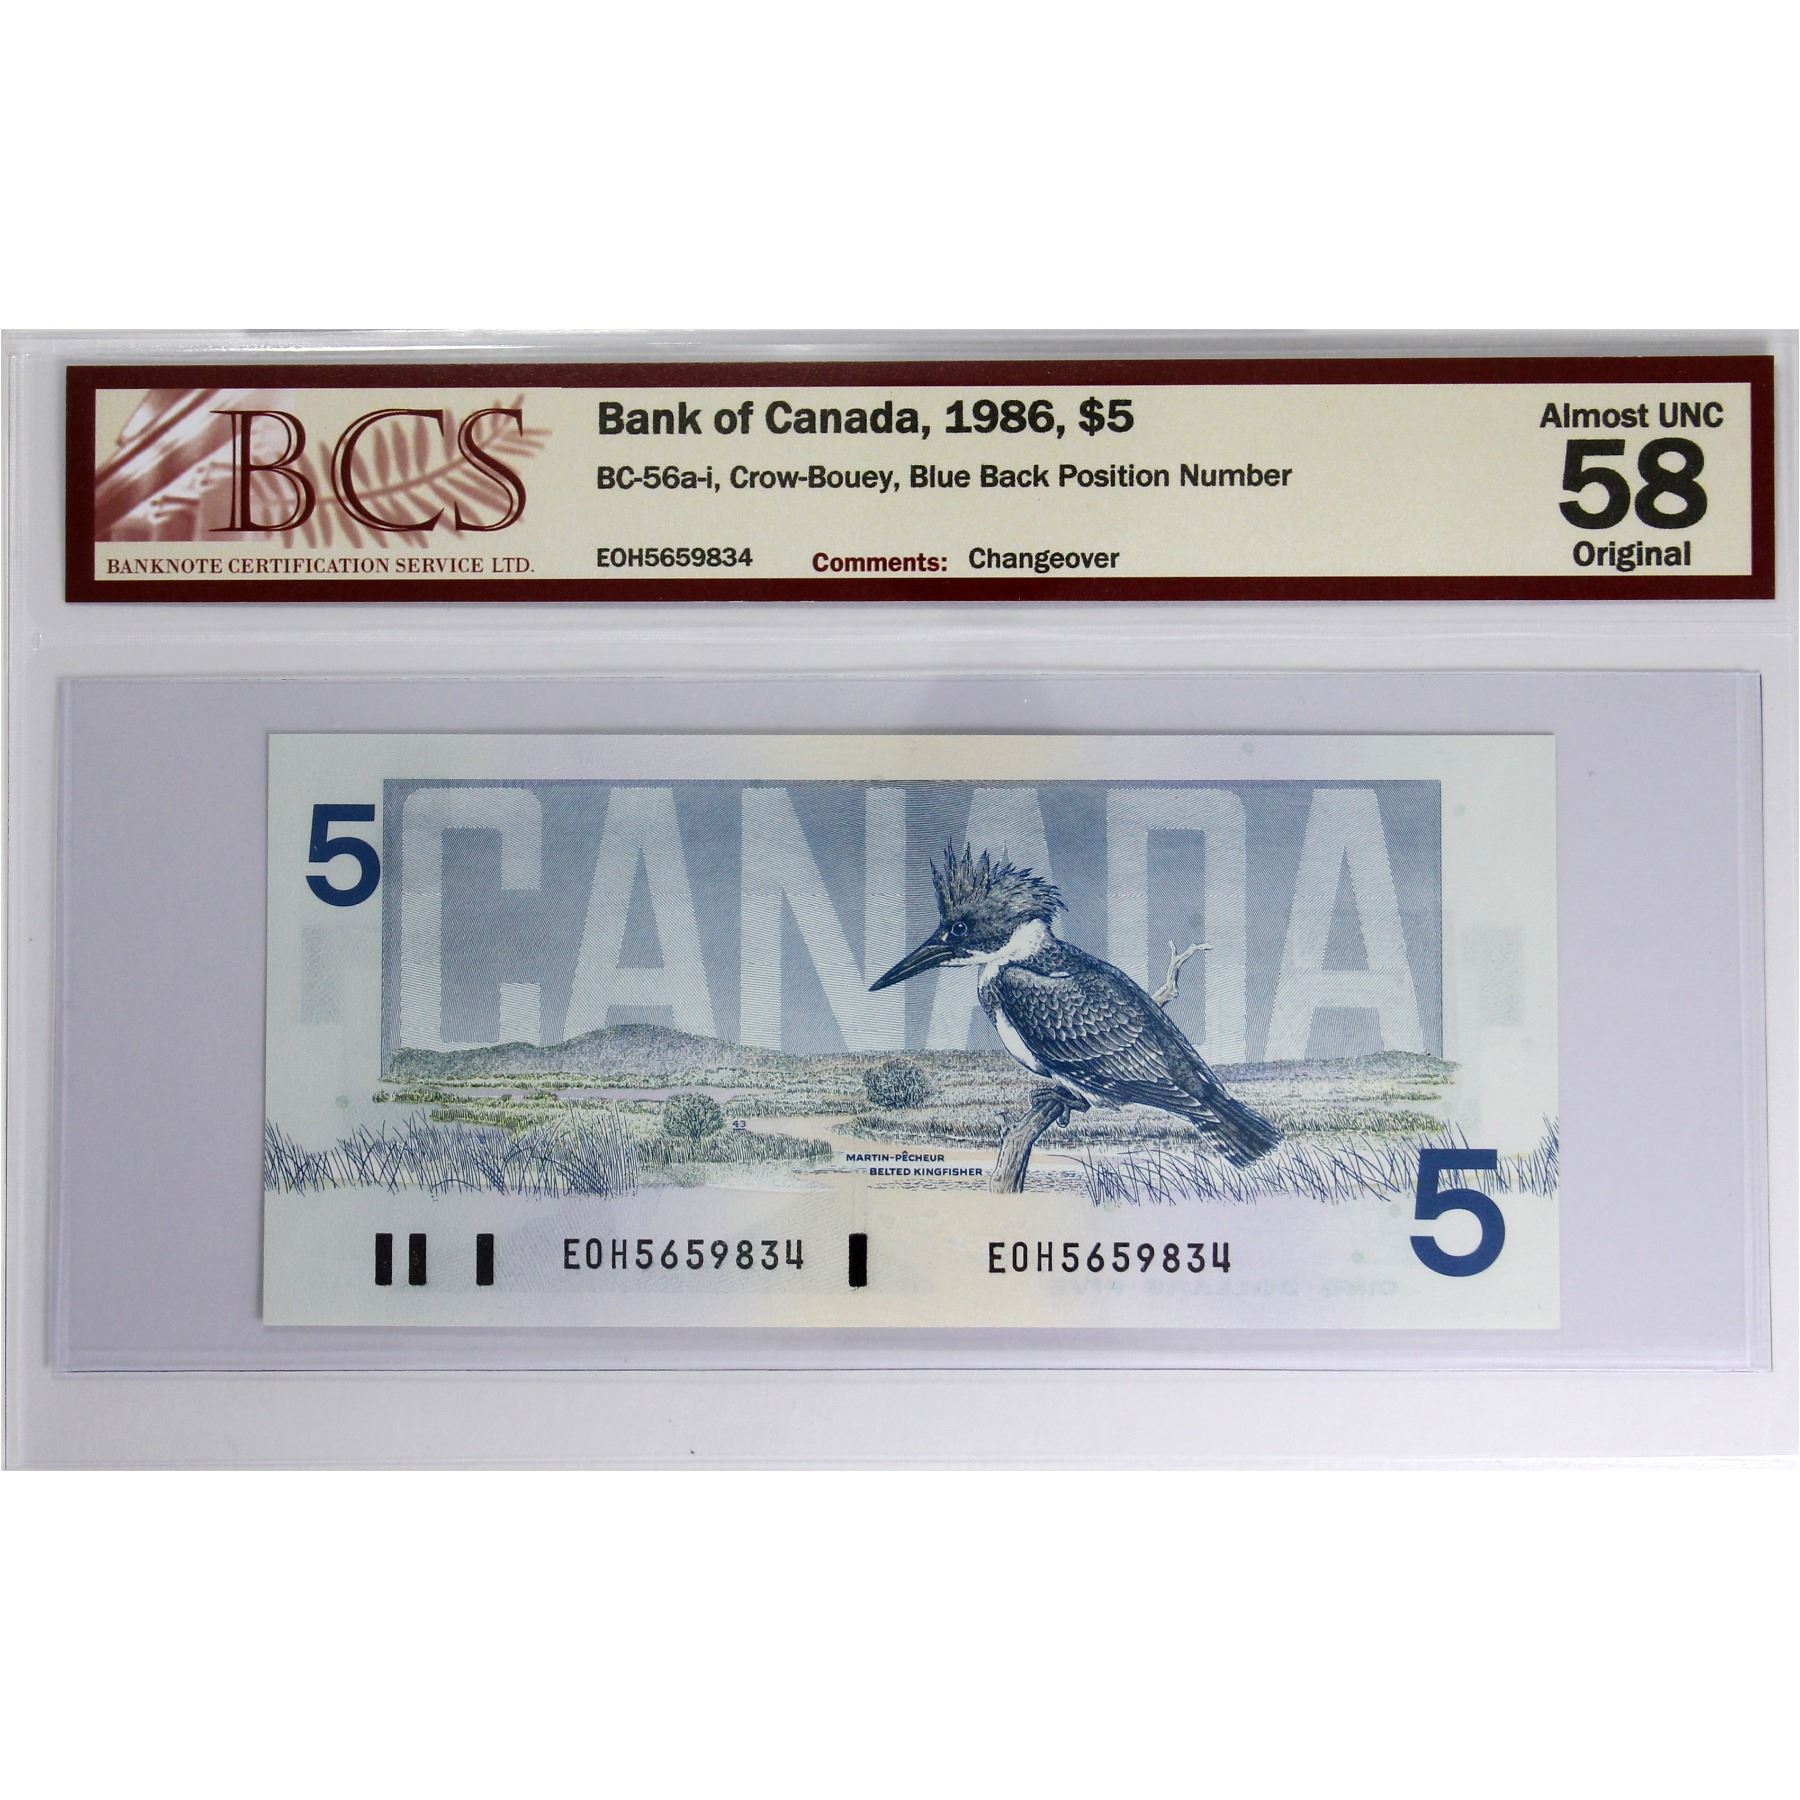 BCS
BANKNOTE CERTIFICATION SERVICE LTD.
Bank of Canada, 1986, $5
BC-56a-i, Crow-Bouey, Blue Back Position Number
EOH5659834 Comments: Changeover
Almost UNC
58
Original
5
CANADA
43
MARTIN-PÊCHEUR
BELTED KINGFISHER
5
EOH5659834 EOH5659834